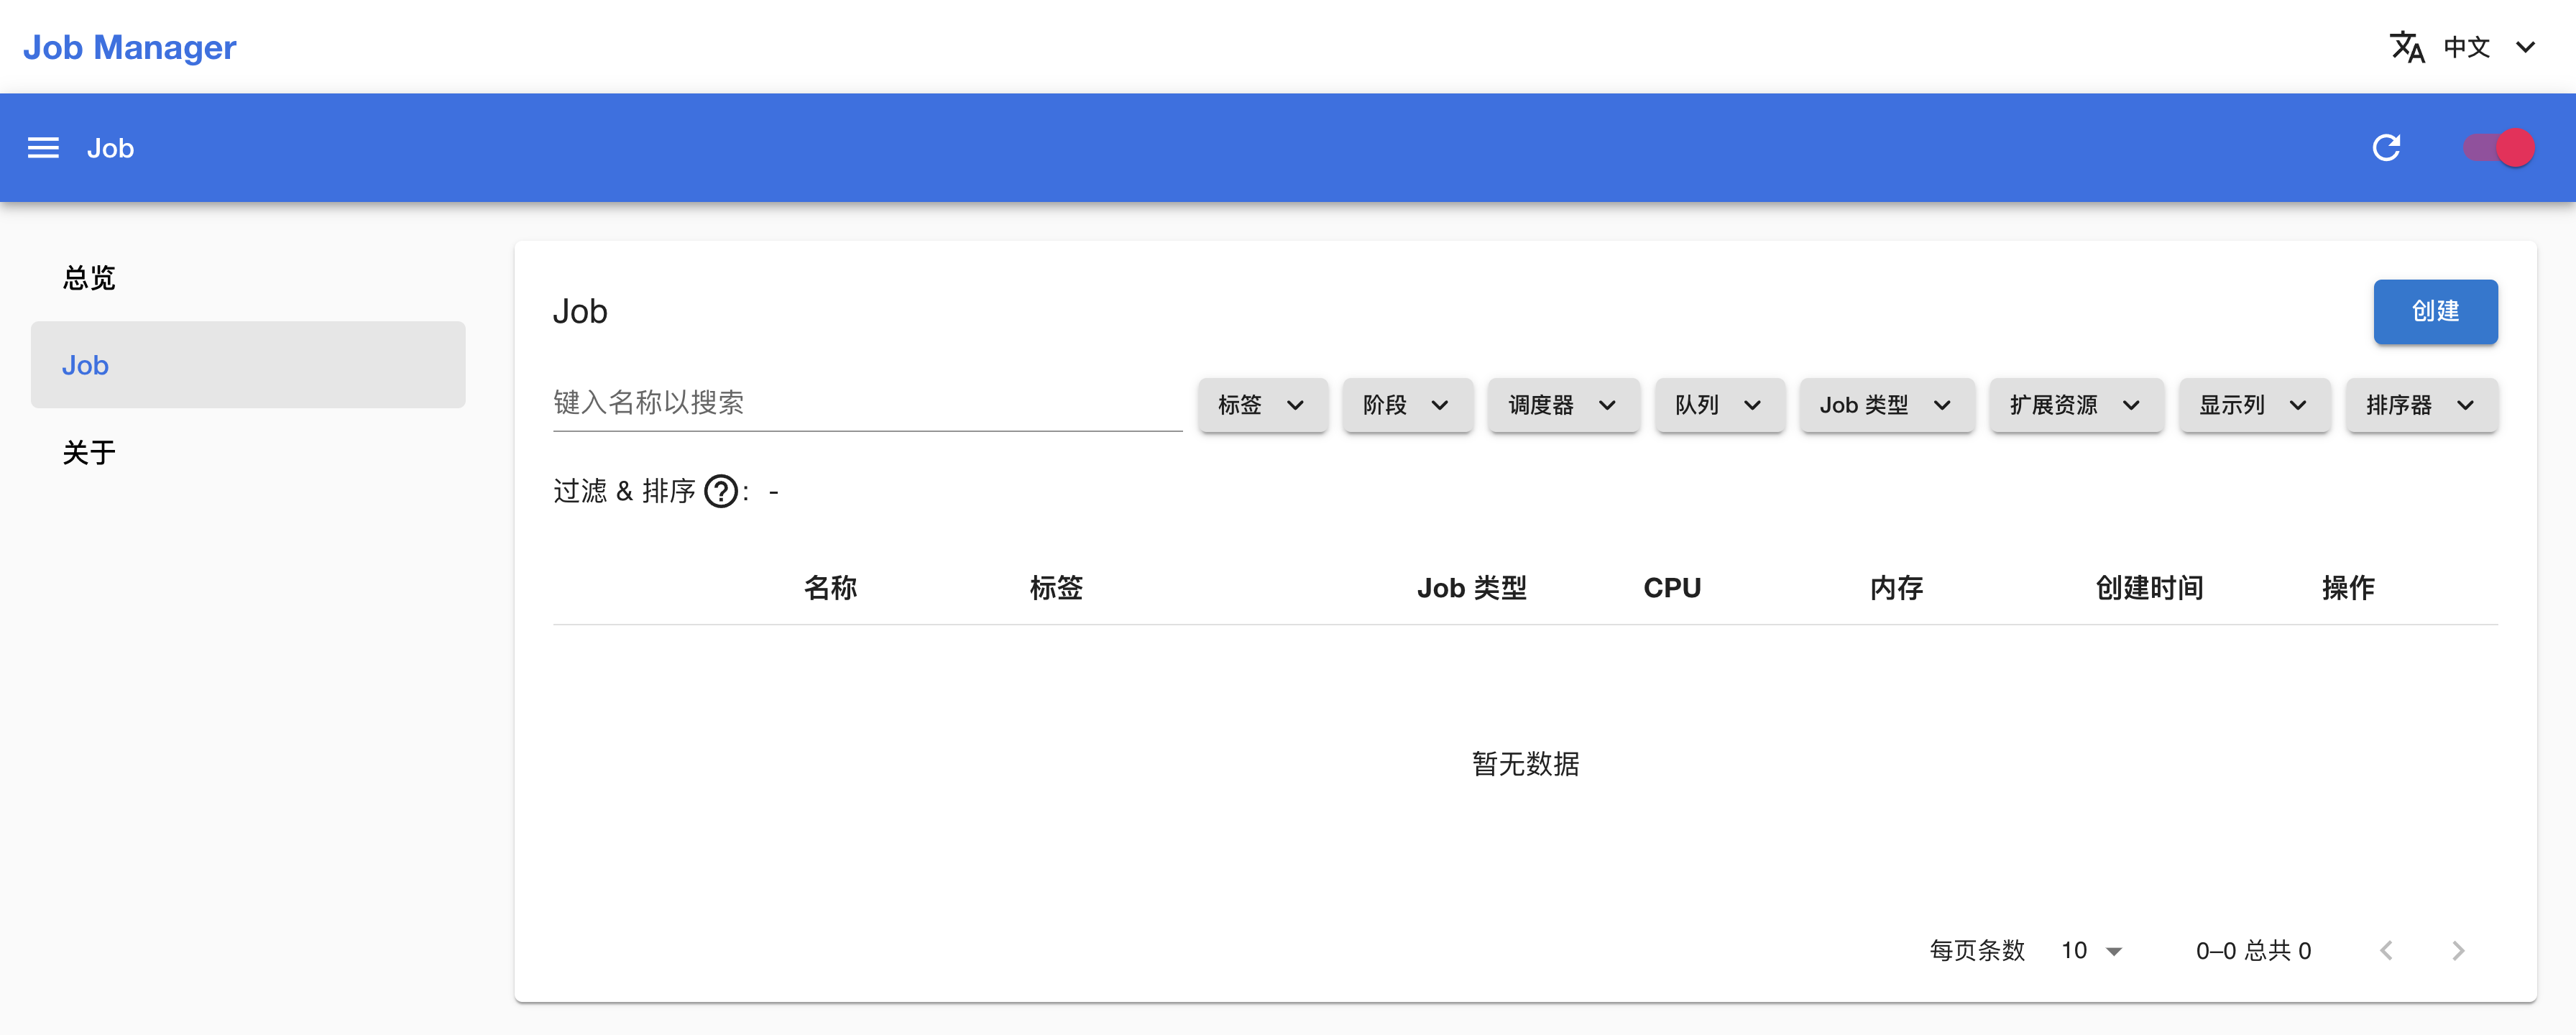 Job Manager
中文
Job
总览
Job
关于
Job
创建
键入名称以搜索
标签 阶段 调度器 队列 Job 类型 扩展资源 显示列 排序器
过滤 & 排序 ?: -
名称 标签 Job 类型 CPU 内存 创建时间 操作
暂无数据
每页条数 10 0–0 总共 0